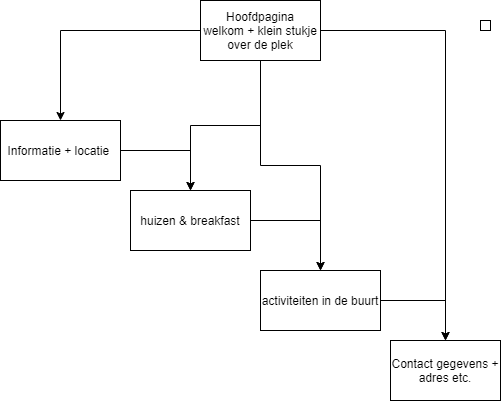 Hoofdpagina
welkom + klein stukje
over de plek
Informatie + locatie
huizen & breakfast
activiteiten in de buurt
Contact gegevens +
adres etc.